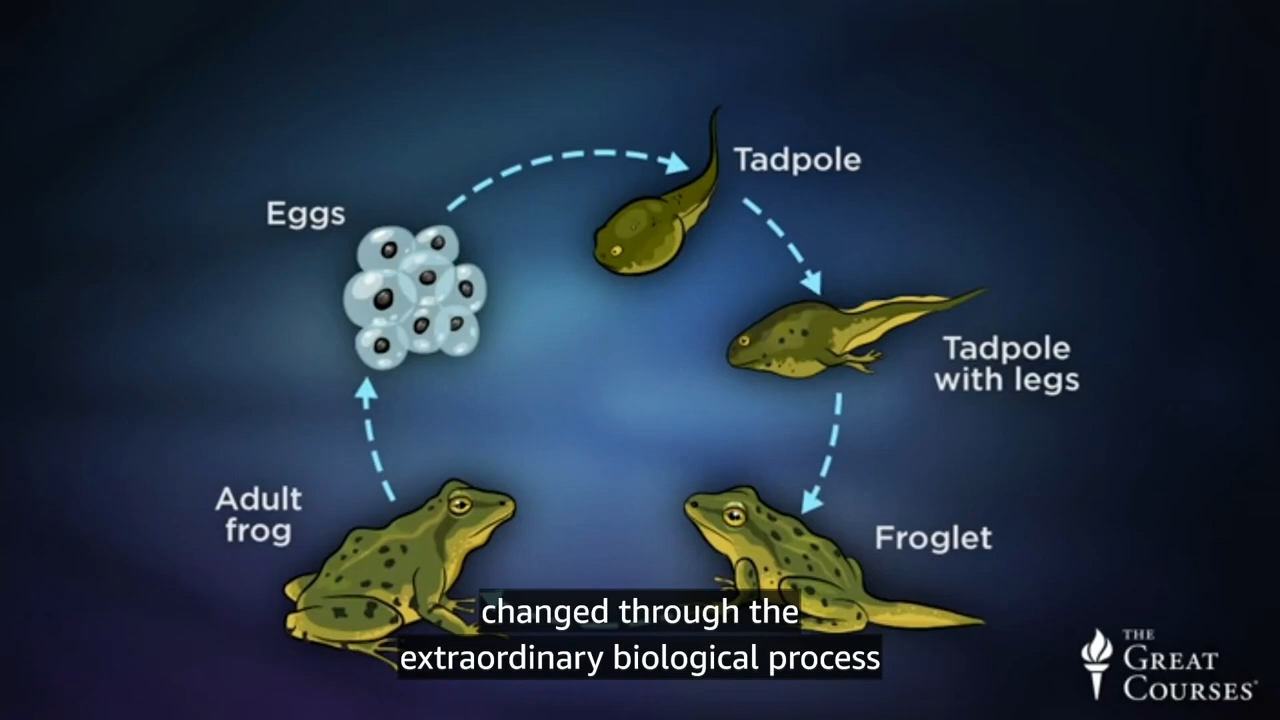 Tadpole
Eggs
Tadpole
with legs
Adult
frog
Froglet
changed through the
extraordinary biological process
THE
GREAT
COURSES